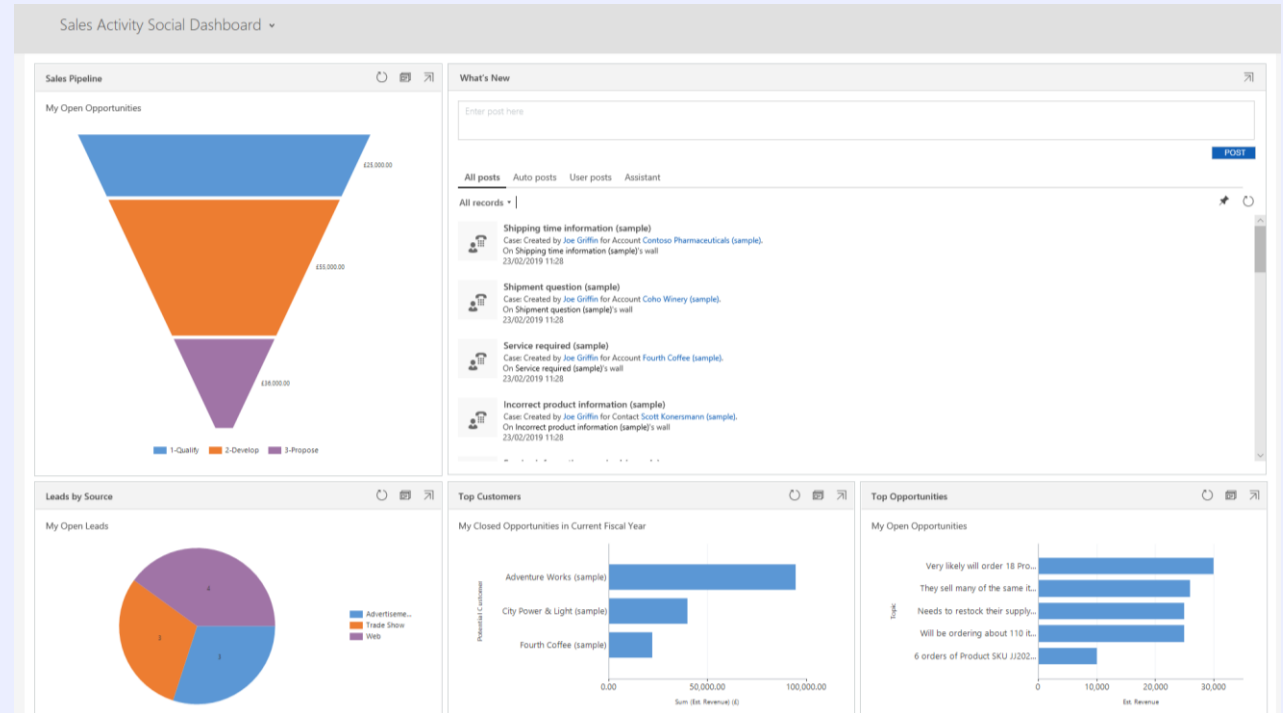 Sales Activity Social Dashboard
Sales Pipeline
My Open Opportunities
£25,000.00
£55,000.00
£36,000.00
1-Qualify 2-Develop 3-Propose
What's New
Enter post here
POST
All posts Auto posts User posts Assistant
All records
Shipping time information (sample)
Case: Created by Joe Griffin for Account Contoso Pharmaceuticals (sample).
On Shipping time information (sample)'s wall
23/02/2019 11:28
Shipment question (sample)
Case: Created by Joe Griffin for Account Coho Winery (sample).
On Shipment question (sample)'s wall
23/02/2019 11:28
Service required (sample)
Case: Created by Joe Griffin for Account Fourth Coffee (sample).
On Service required (sample)'s wall
23/02/2019 11:28
Incorrect product information (sample)
Case: Created by Joe Griffin for Contact Scott Konersmann (sample).
On Incorrect product information (sample)'s wall
23/02/2019 11:28
Leads by Source
My Open Leads
4
3
3
Advertiseme...
Trade Show
Web
Top Customers
My Closed Opportunities in Current Fiscal Year
Potential Customer
Adventure Works (sample)
City Power & Light (sample)
Fourth Coffee (sample)
0.00 50,000.00 100,000.00
Sum (Est. Revenue) (£)
Top Opportunities
My Open Opportunities
Topic
Very likely will order 18 Pro...
They sell many of the same it...
Needs to restock their supply...
Will be ordering about 110 it...
6 orders of Product SKU JJ202...
0 10,000 20,000 30,000
Est. Revenue